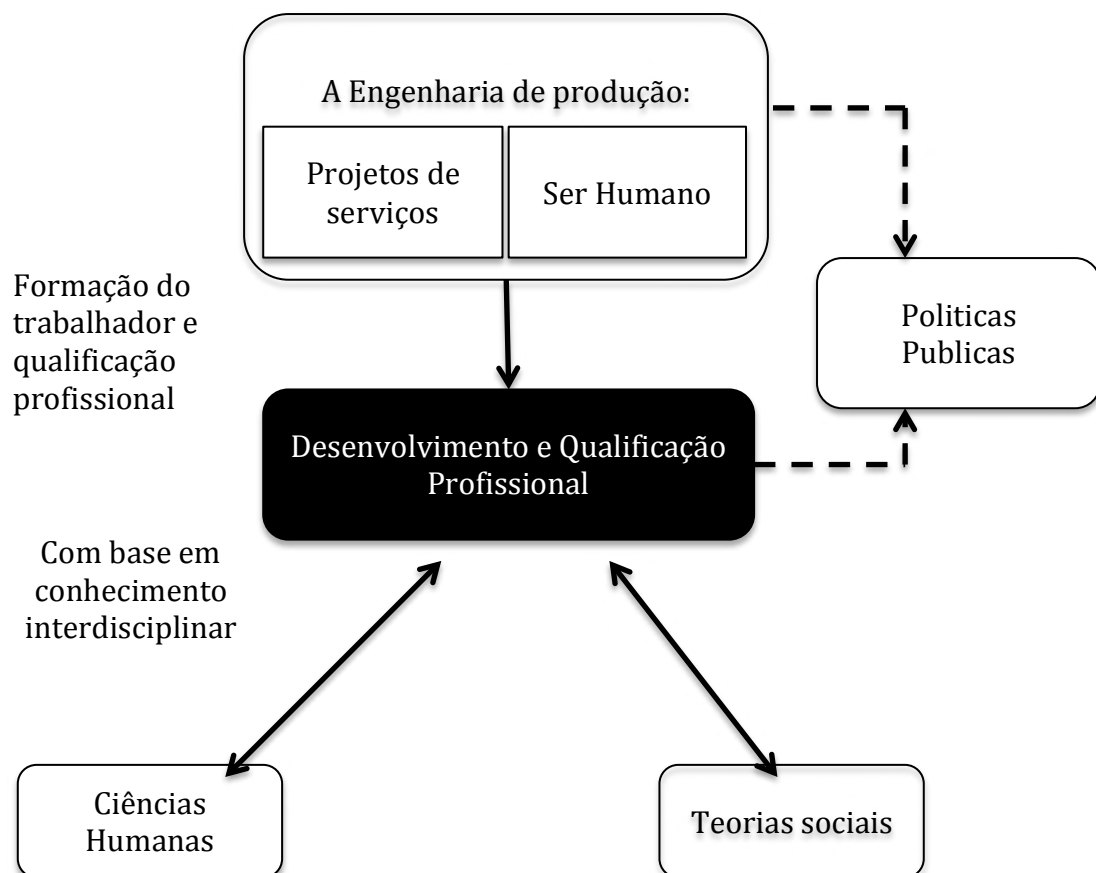 A Engenharia de produção:
Projetos de
serviços
Ser Humano
Formação do
trabalhador e
qualificação
profissional
Politicas
Publicas
Desenvolvimento e Qualificação
Profissional
Com base em
conhecimento
interdisciplinar
Ciências
Humanas
Teorias sociais